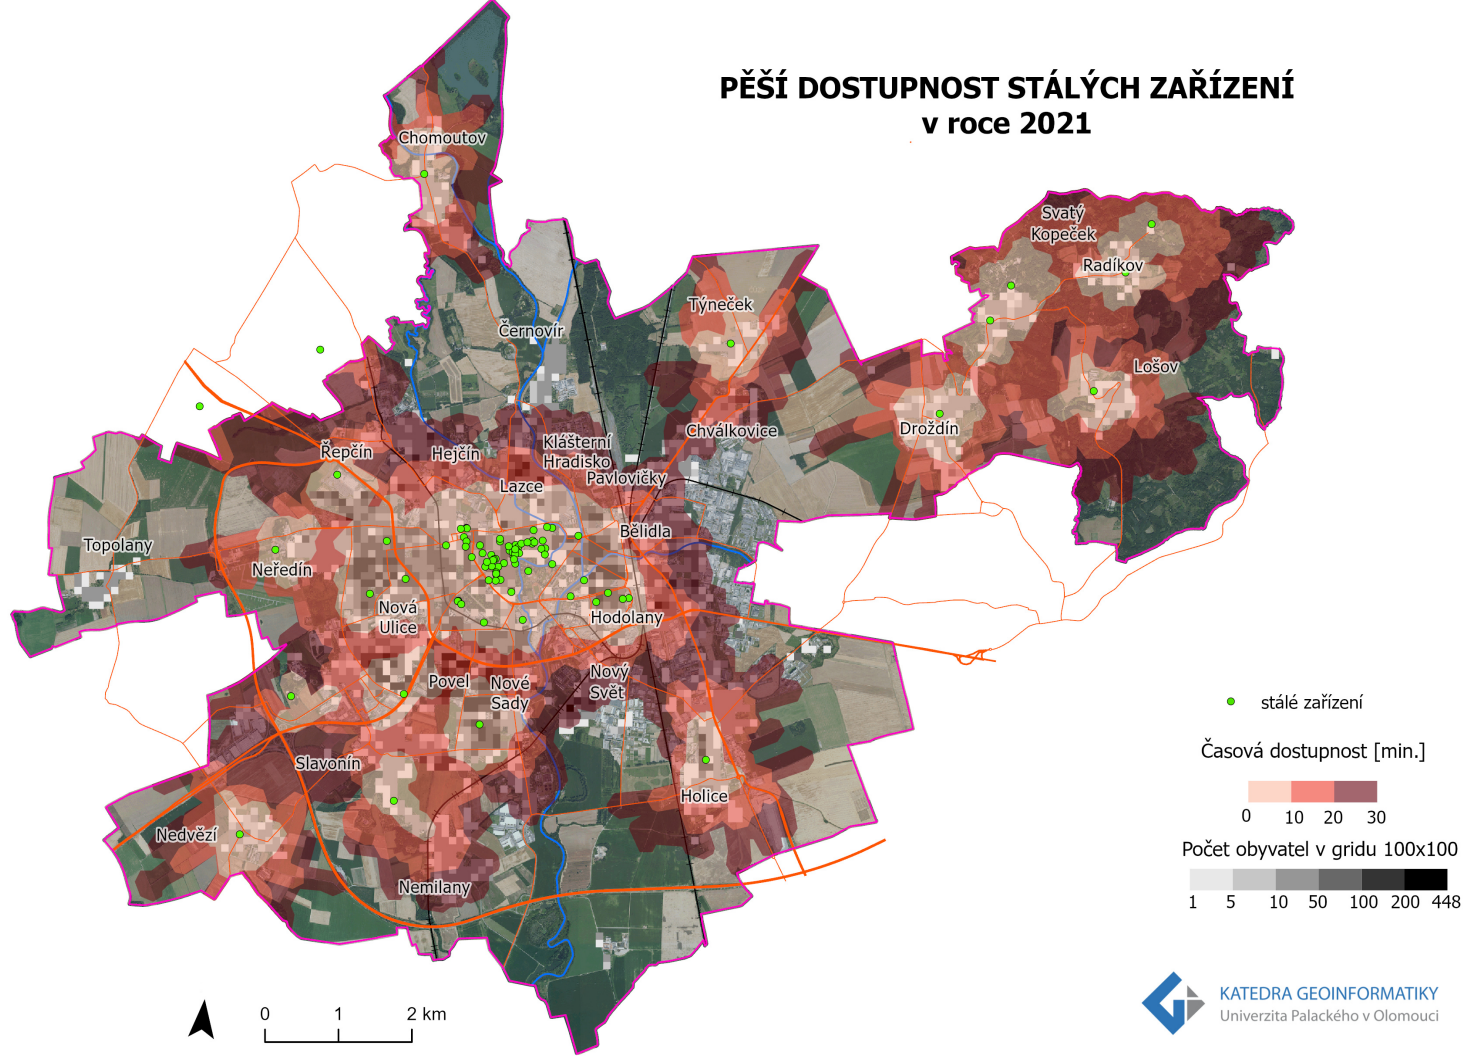 PĚŠÍ DOSTUPNOST STÁLÝCH ZAŘÍZENÍ
v roce 2021
Chomoutov
Svatý
Kopeček
Radíkov
Týneček
Černovír
Lošov
Droždín
Chválkovice
Klášterní
Hradisko
Řepčín
Hejčín
Pavlovičky
Lazce
Bělidla
Topolany
Neředín
Nová
Ulice
Hodolany
Povel
Nové
Sady
Nový
Svět
Slavonín
Holice
Nedvězí
Nemilany
stálé zařízení
Časová dostupnost [min.]
0 10 20 30
Počet obyvatel v gridu 100x100
1 5 10 50 100 200 448
0 1 2 km
KATEDRA GEOINFORMATIKY
Univerzita Palackého v Olomouci